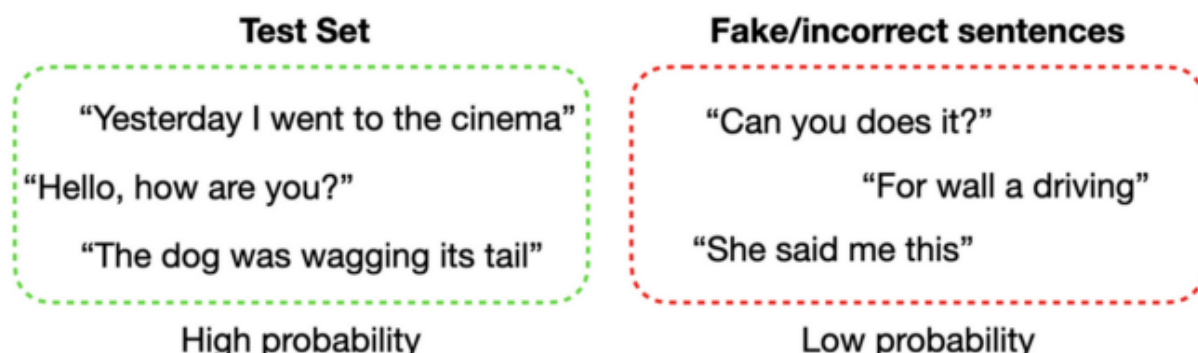 Test Set
“Yesterday I went to the cinema”
“Hello, how are you?”
“The dog was wagging its tail”
High probability
Fake/incorrect sentences
“Can you does it?”
“For wall a driving”
“She said me this”
Low probability